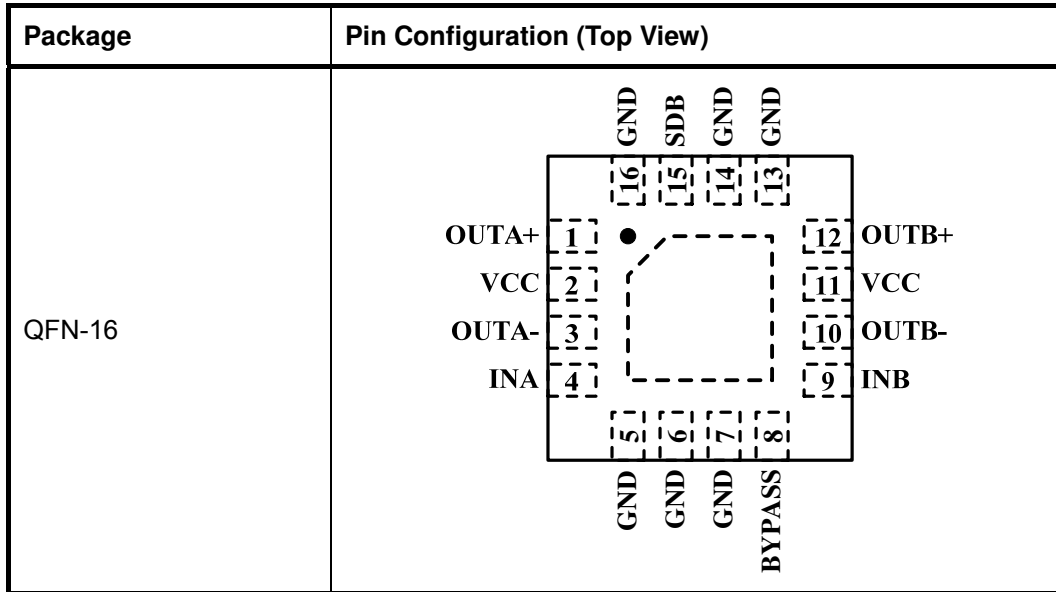 Package
Pin Configuration (Top View)
QFN-16
GND
SDB
GND
GND
16
15
14
13
OUTA+ 1
12 OUTB+
VCC 2
11 VCC
OUTA- 3
10 OUTB-
INA 4
9 INB
5
6
7
8
GND
GND
GND
BYPASS